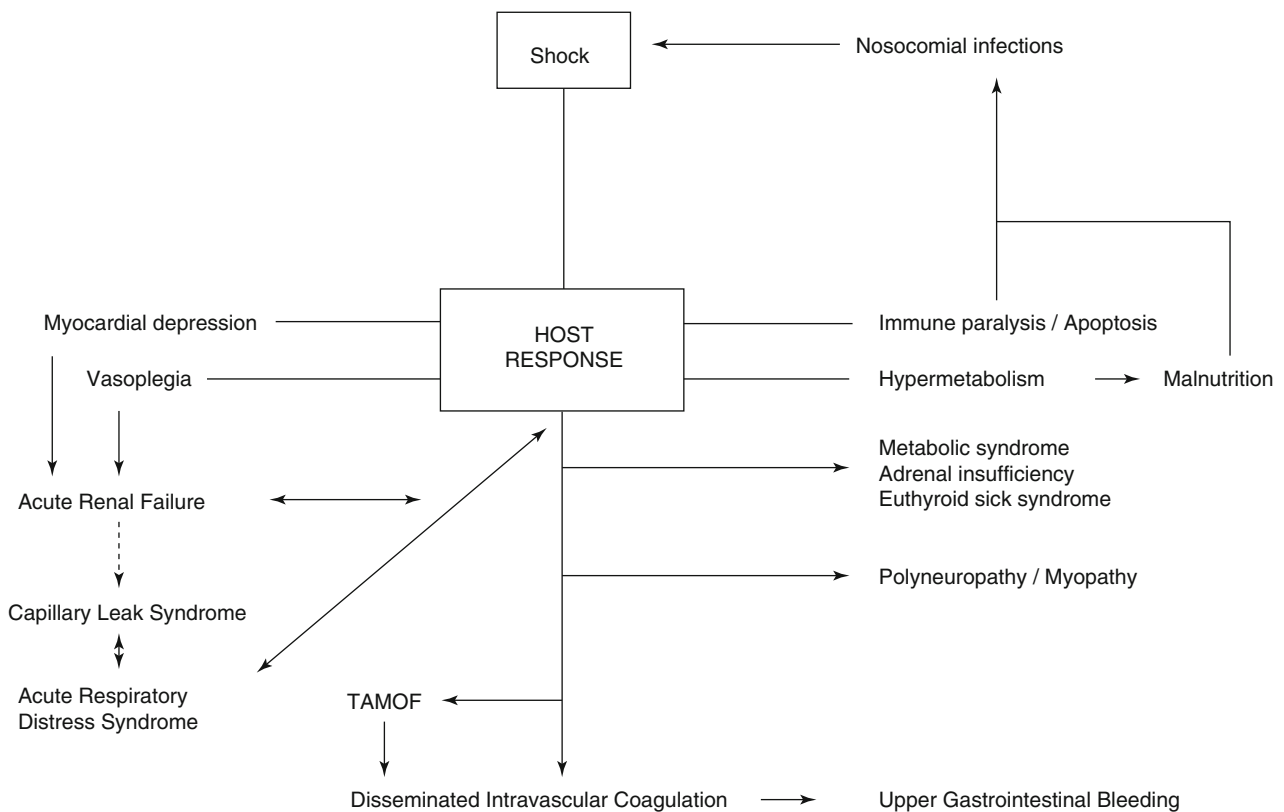 Shock
Nosocomial infections
HOST
RESPONSE
Myocardial depression
Vasoplegia
Immune paralysis / Apoptosis
Hypermetabolism
Malnutrition
Metabolic syndrome
Adrenal insufficiency
Euthyroid sick syndrome
Acute Renal Failure
Polyneuropathy / Myopathy
Capillary Leak Syndrome
Acute Respiratory
Distress Syndrome
TAMOF
Disseminated Intravascular Coagulation
Upper Gastrointestinal Bleeding